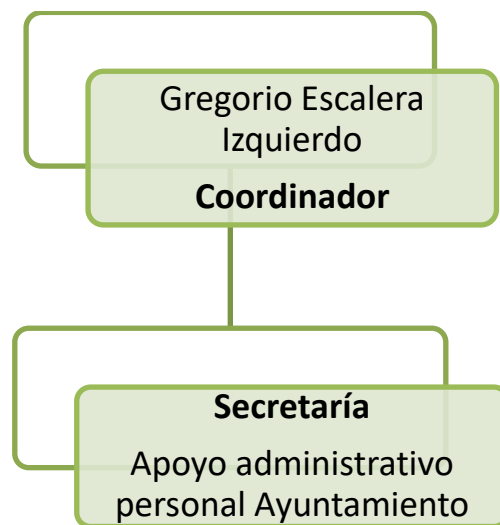 Gregorio Escalera
Izquierdo
Coordinador
Secretaría
Apoyo administrativo
personal Ayuntamiento